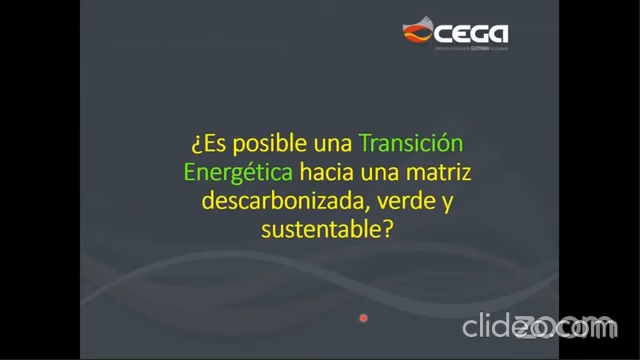 CEGA
¿Es posible una Transición
Energética hacia una matriz
descarbonizada, verde y
sustentable?
clideo.com
zoom